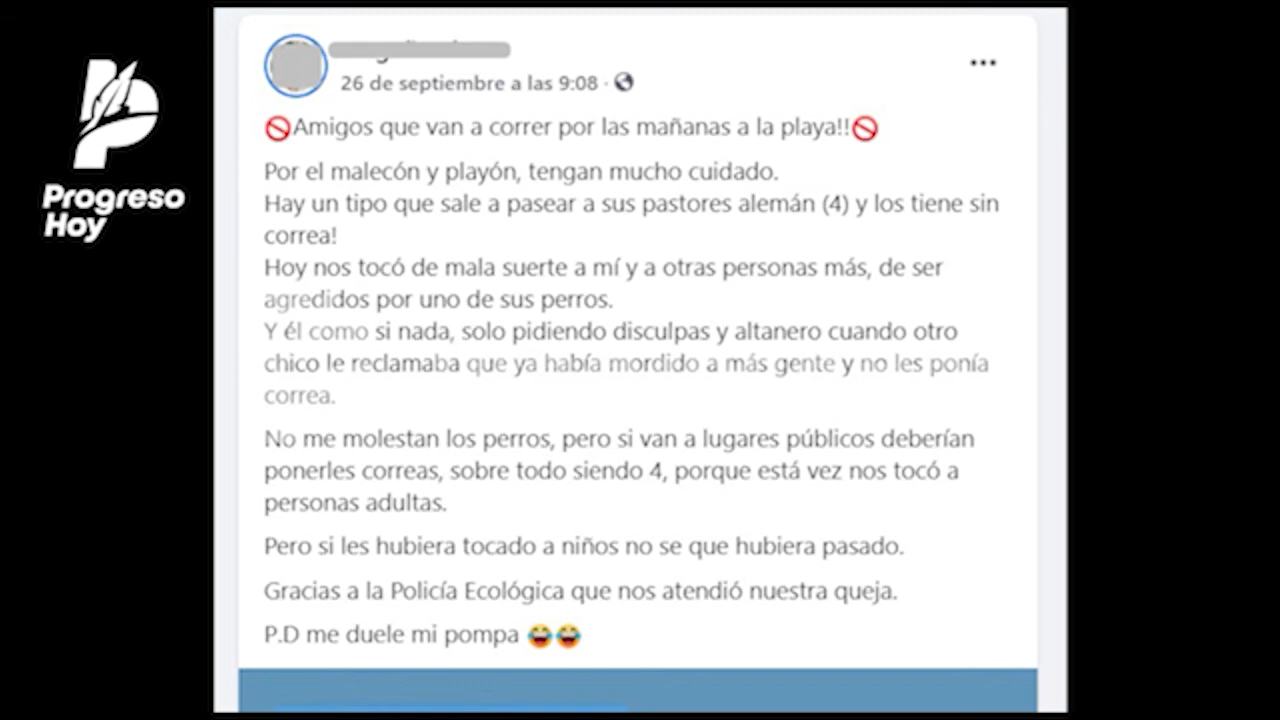 Progreso
Hoy
26 de septiembre a las 9:08 ·
🚫Amigos que van a correr por las mañanas a la playa!!🚫
Por el malecón y playón, tengan mucho cuidado.
Hay un tipo que sale a pasear a sus pastores alemán (4) y los tiene sin
correa!
Hoy nos tocó de mala suerte a mí y a otras personas más, de ser
agredidos por uno de sus perros.
Y él como si nada, solo pidiendo disculpas y altanero cuando otro
chico le reclamaba que ya había mordido a más gente y no les ponía
correa.
No me molestan los perros, pero si van a lugares públicos deberían
ponerles correas, sobre todo siendo 4, porque está vez nos tocó a
personas adultas.
Pero si les hubiera tocado a niños no se que hubiera pasado.
Gracias a la Policía Ecológica que nos atendió nuestra queja.
P.D me duele mi pompa 😂😂